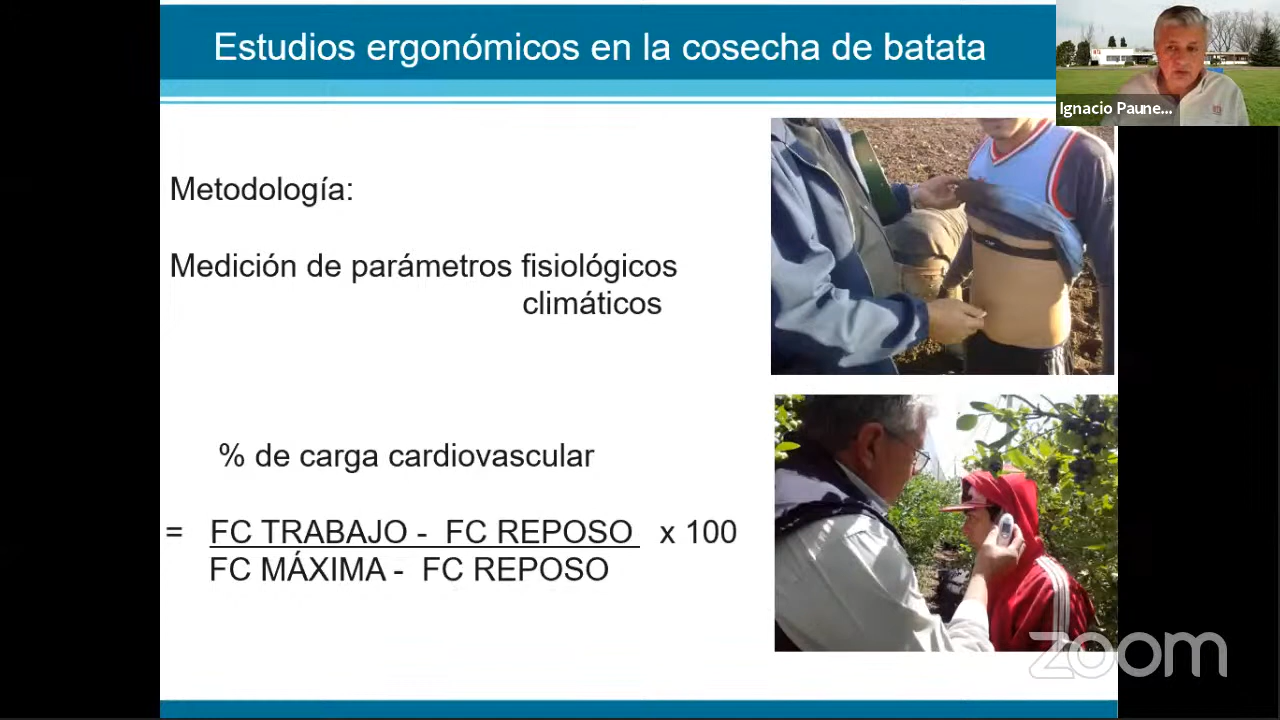 Estudios ergonómicos en la cosecha de batata
Ignacio Paune...
Metodología:
Medición de parámetros fisiológicos
climáticos
% de carga cardiovascular
= FC TRABAJO - FC REPOSO x 100
FC MÁXIMA - FC REPOSO
zoom